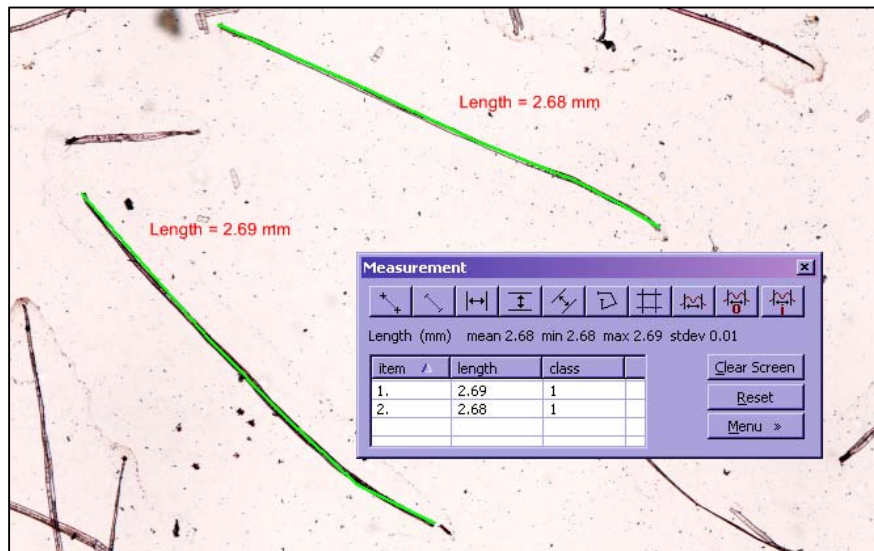 Length = 2.68 mm
Length = 2.69 mm
Measurement
0
i
Length (mm) mean 2.68 min 2.68 max 2.69 stdev 0.01
item length class
1. 2.69 1
2. 2.68 1
Clear Screen
Reset
Menu »